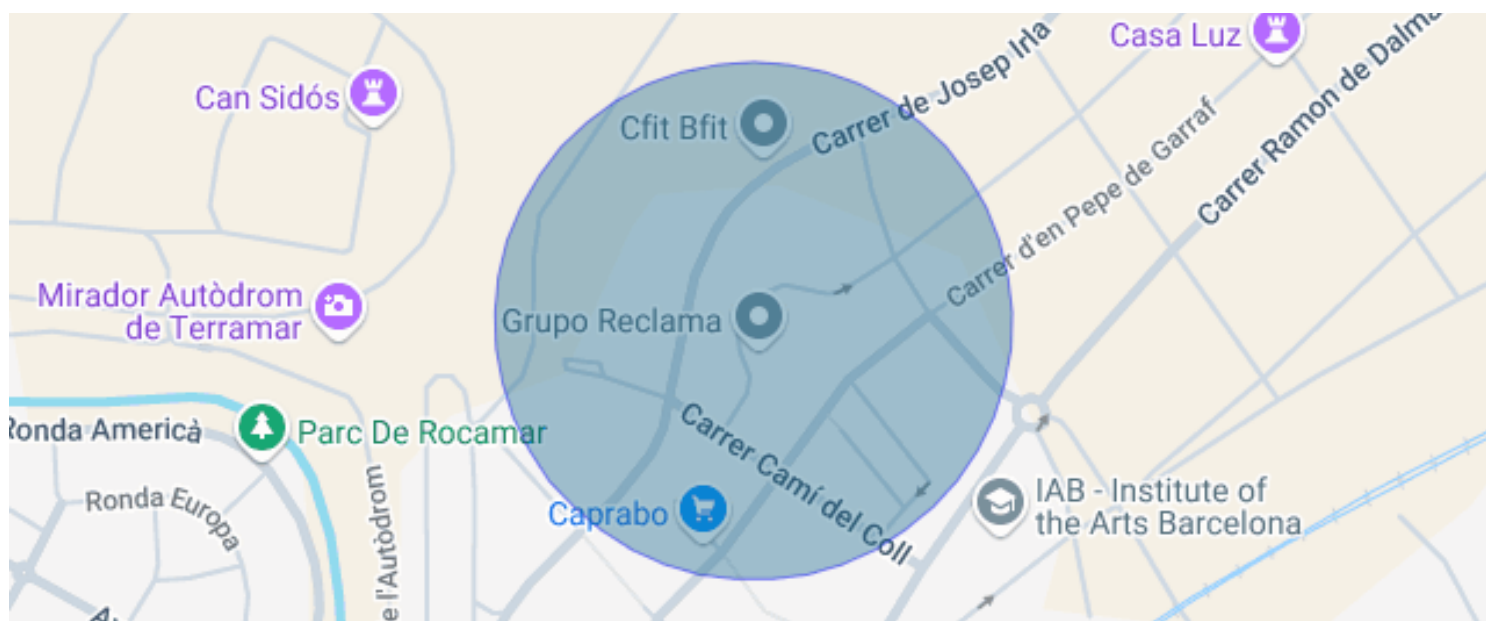 Casa Luz
Can Sidós
Cfit Bfit
Carrer de Josep Irla
Carrer Ramon de Dalma
Carrer d'en Pepe de Garraf
Mirador Autòdrom
de Terramar
Grupo Reclama
Ronda Americà
Parc De Rocamar
Carrer Camí del Coll
Ronda Europa
e l'Autòdrom
Caprabo
IAB - Institute of
the Arts Barcelona